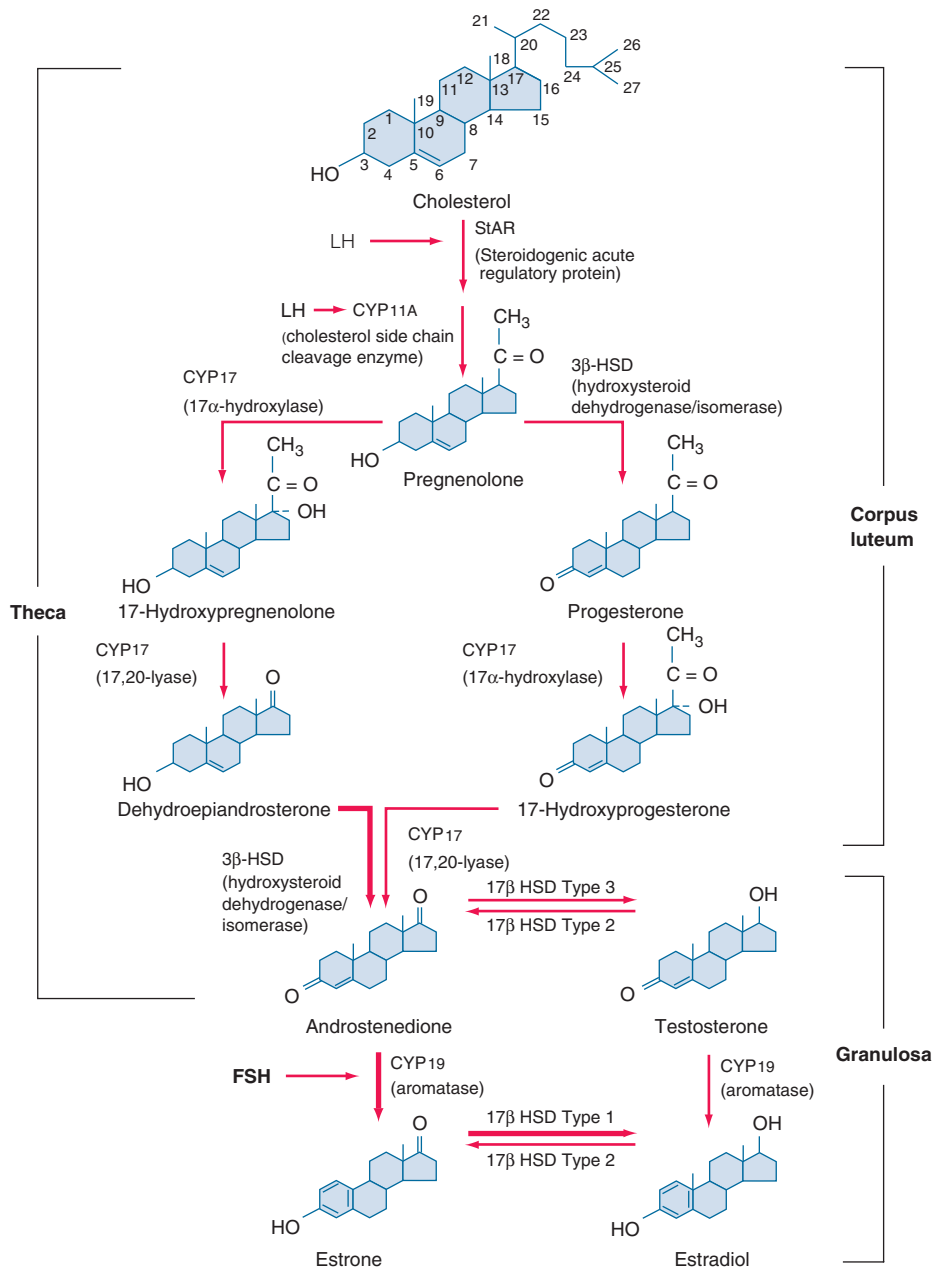 21
22
23
20
26
18
24
25
12
17
27
11
13
16
19
1
9
14
15
2
10
8
3
4
5
6
7
HO
Cholesterol
LH
StAR
(Steroidogenic acute
regulatory protein)
LH
CYP11A
(cholesterol side chain
cleavage enzyme)
CH3
C = O
HO
Pregnenolone
CYP17
(17α-hydroxylase)
3β-HSD
(hydroxysteroid
dehydrogenase/isomerase)
CH3
C = O
OH
HO
17-Hydroxypregnenolone
CH3
C = O
O
Progesterone
Corpus
luteum
Theca
CYP17
(17,20-lyase)
O
HO
Dehydroepiandrosterone
CYP17
(17α-hydroxylase)
CH3
C = O
OH
O
17-Hydroxyprogesterone
3β-HSD
(hydroxysteroid
dehydrogenase/
isomerase)
CYP17
(17,20-lyase)
17β HSD Type 3
17β HSD Type 2
O
O
Androstenedione
OH
O
Testosterone
Granulosa
FSH
CYP19
(aromatase)
CYP19
(aromatase)
17β HSD Type 1
17β HSD Type 2
O
HO
Estrone
OH
HO
Estradiol